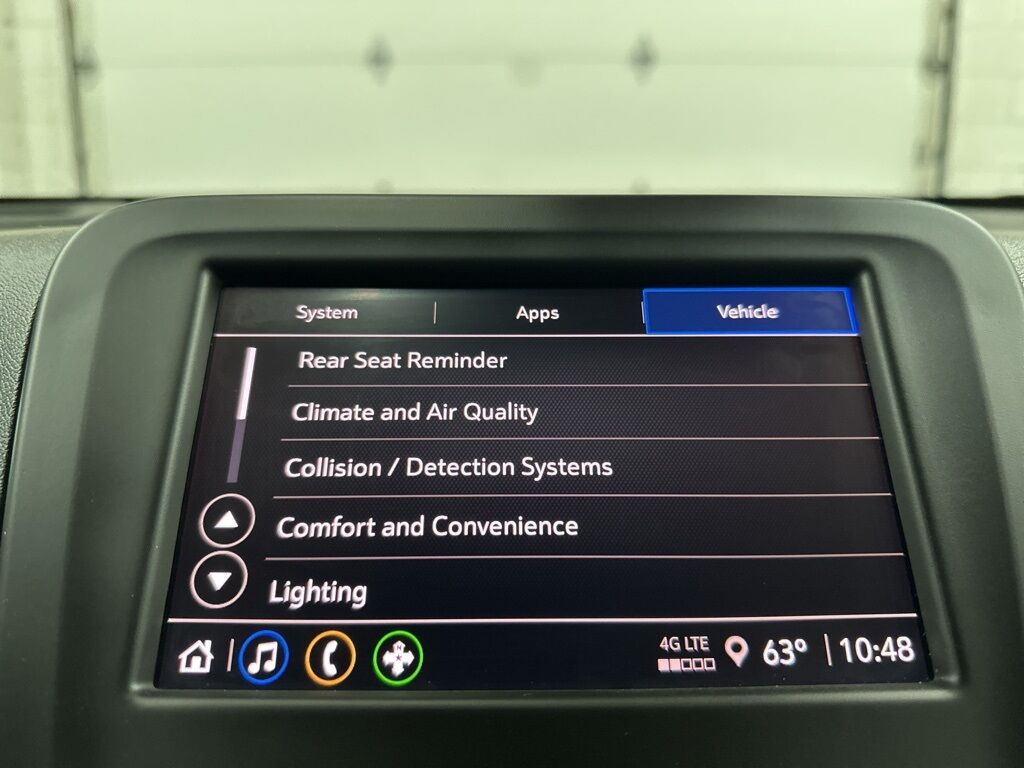 System
Apps
Vehicle
Rear Seat Reminder
Climate and Air Quality
Collision / Detection Systems
Comfort and Convenience
Lighting
4G LTE
63°
10:48